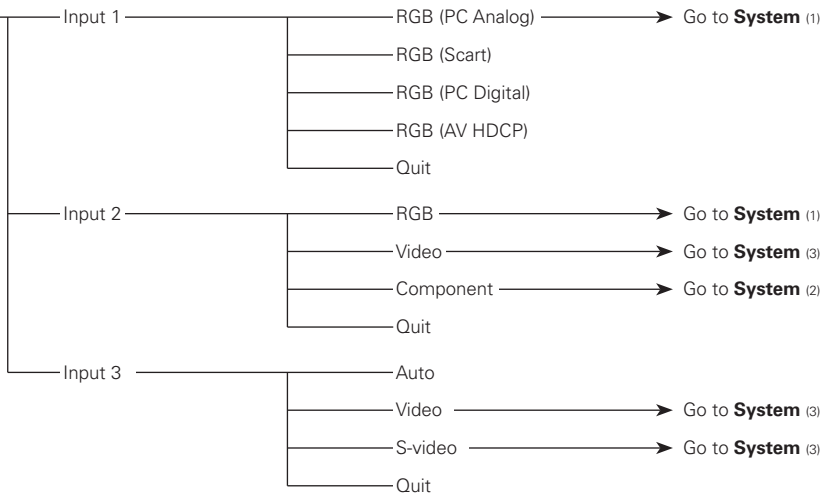 Input 1 RGB (PC Analog) Go to System (1)
RGB (Scart)
RGB (PC Digital)
RGB (AV HDCP)
Quit
Input 2 RGB Go to System (1)
Video Go to System (3)
Component Go to System (2)
Quit
Input 3 Auto
Video Go to System (3)
S-video Go to System (3)
Quit